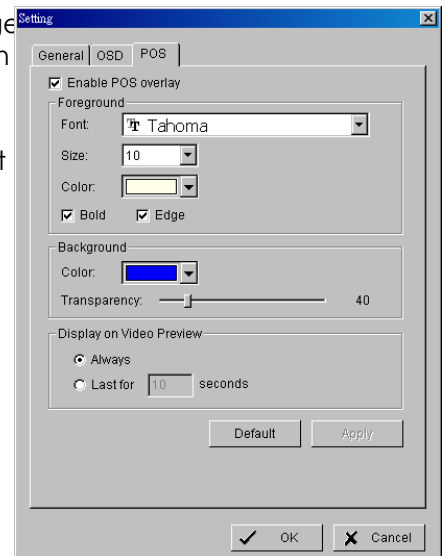 Setting
General OSD POS
Enable POS overlay
Foreground
Font: Tahoma
Size: 10
Color:
Bold Edge
Background
Color:
Transparency: 40
Display on Video Preview
Always
Last for 10 seconds
Default Apply
OK Cancel